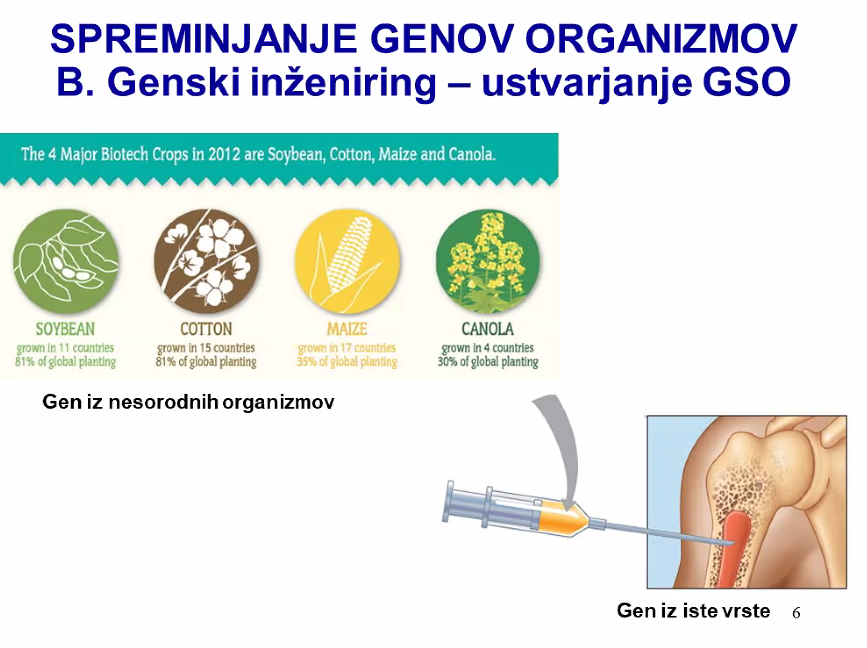 SPREMINJANJE GENOV ORGANIZMOV
B. Genski inženiring – ustvarjanje GSO
The 4 Major Biotech Crops in 2012 are Soybean, Cotton, Maize and Canola.
SOYBEAN
grown in 11 countries
81% of global planting
COTTON
grown in 15 countries
81% of global planting
MAIZE
grown in 17 countries
35% of global planting
CANOLA
grown in 4 countries
30% of global planting
Gen iz nesorodnih organizmov
Gen iz iste vrste
6